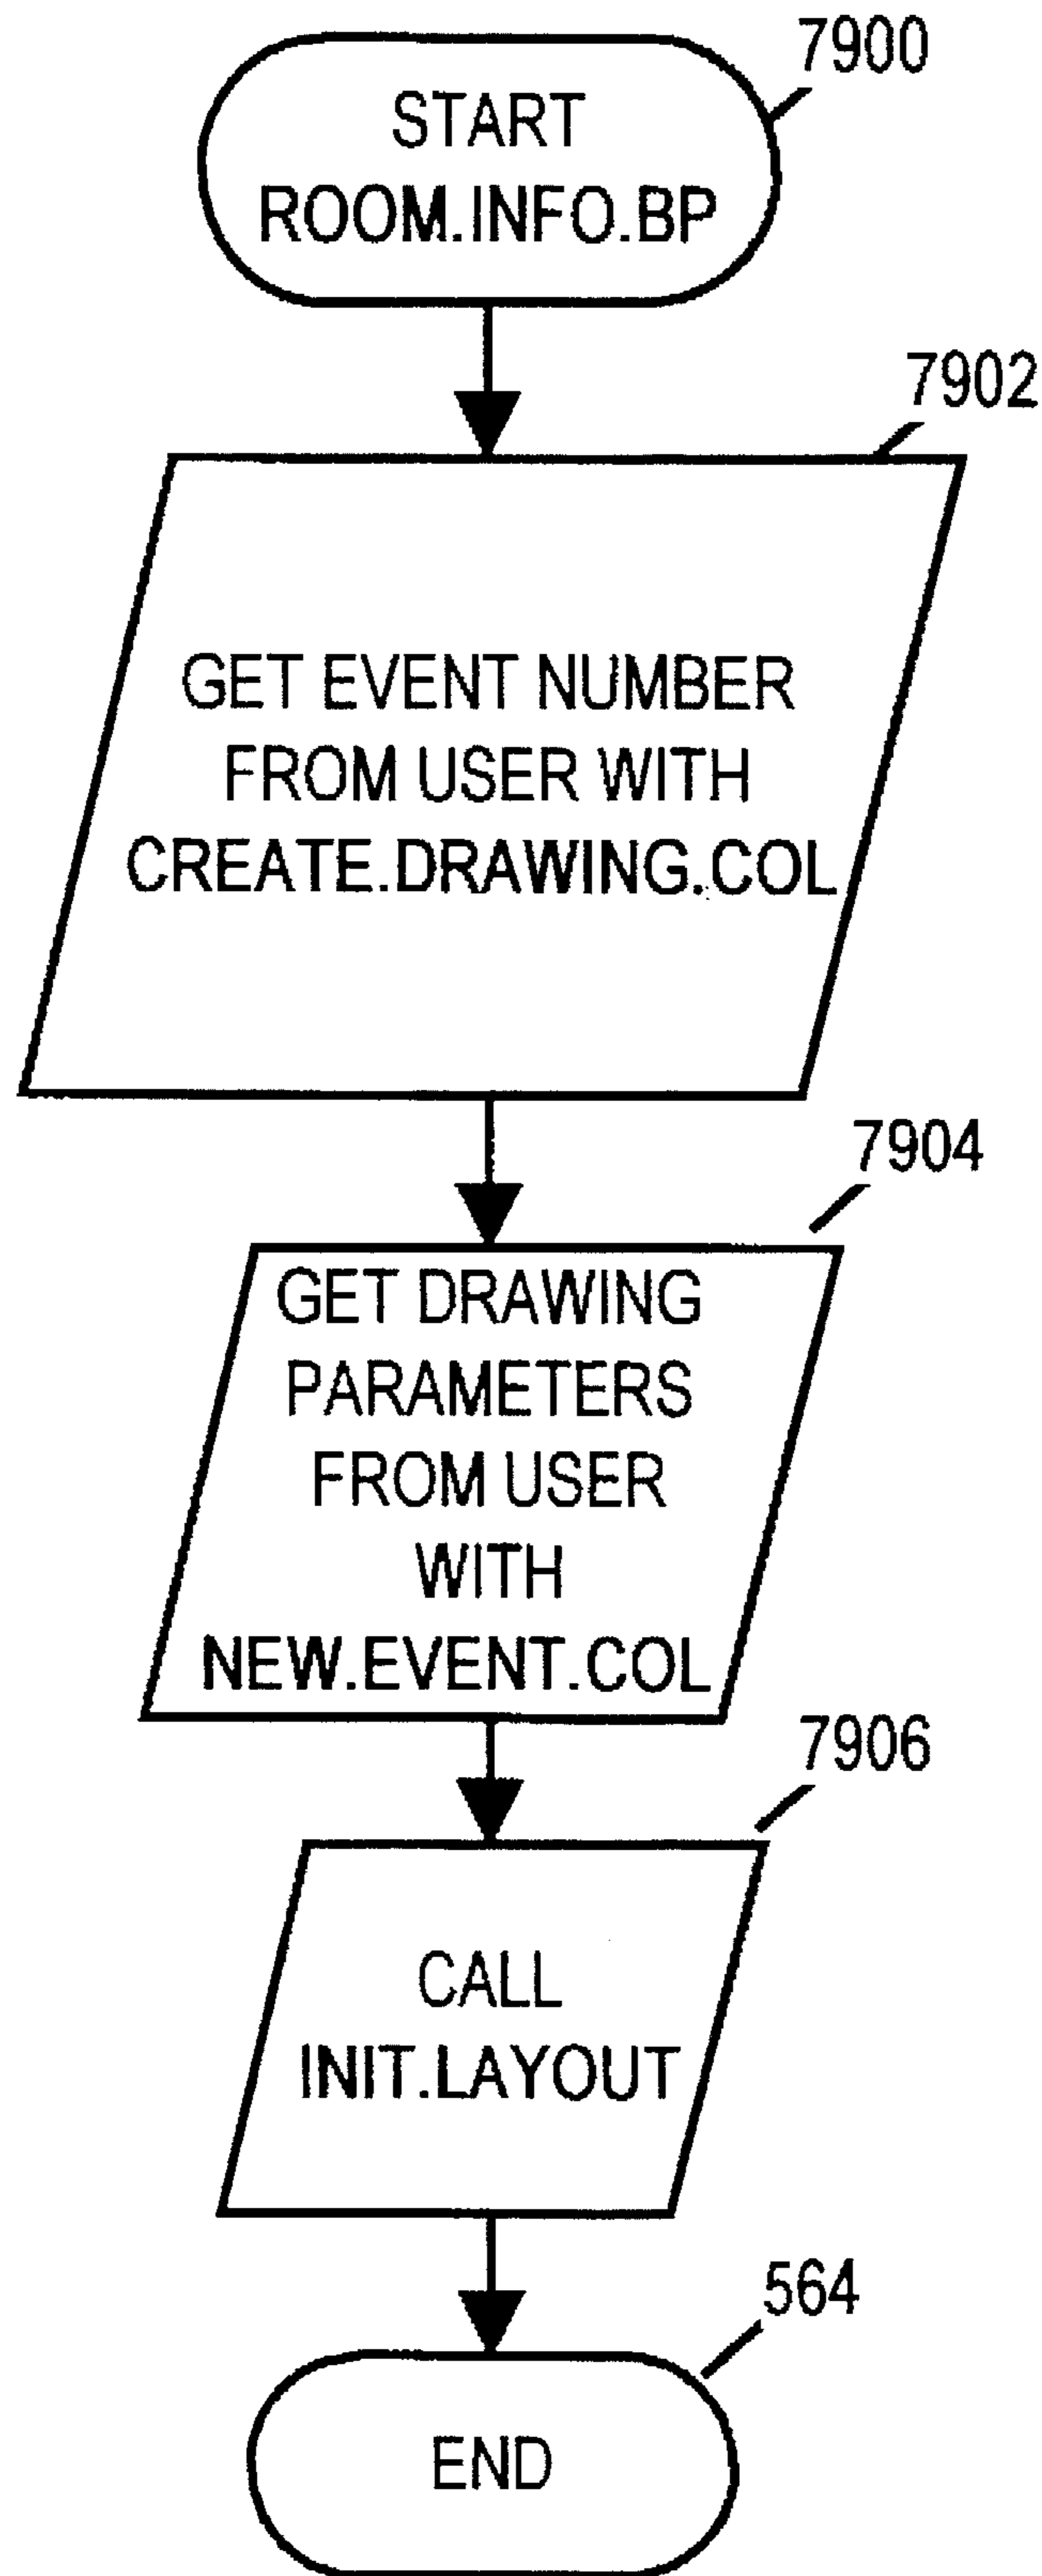 7900
START
ROOM.INFO.BP
7902
GET EVENT NUMBER
FROM USER WITH
CREATE.DRAWING.COL
7904
GET DRAWING
PARAMETERS
FROM USER
WITH
NEW.EVENT.COL
7906
CALL
INIT.LAYOUT
564
END